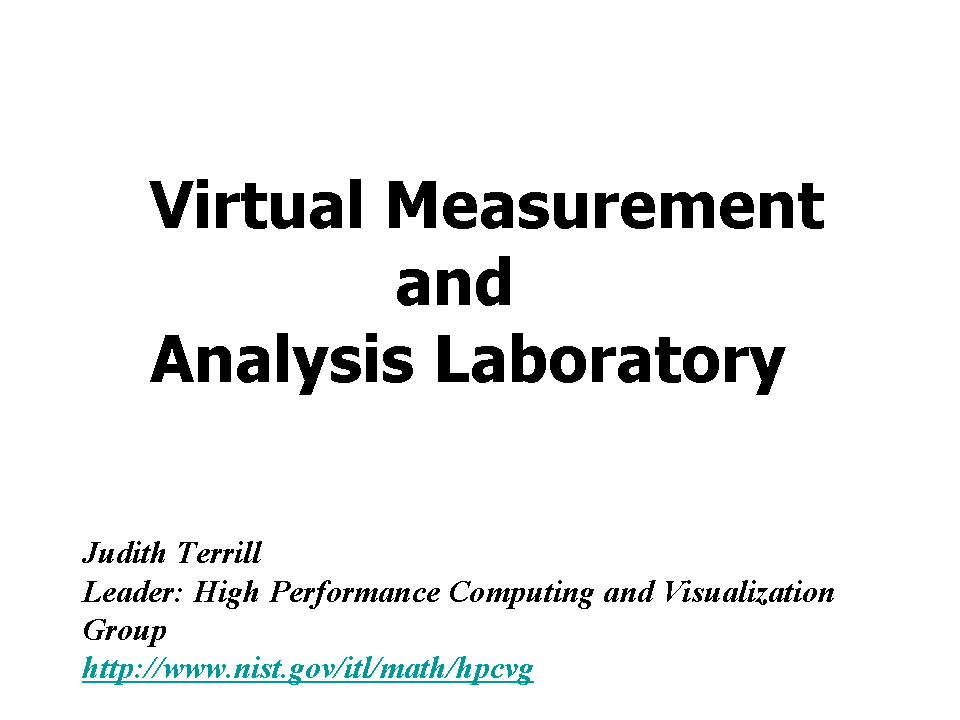 Virtual Measurement
and
Analysis Laboratory
Judith Terrill
Leader: High Performance Computing and Visualization
Group
http://www.nist.gov/itl/math/hpcvg